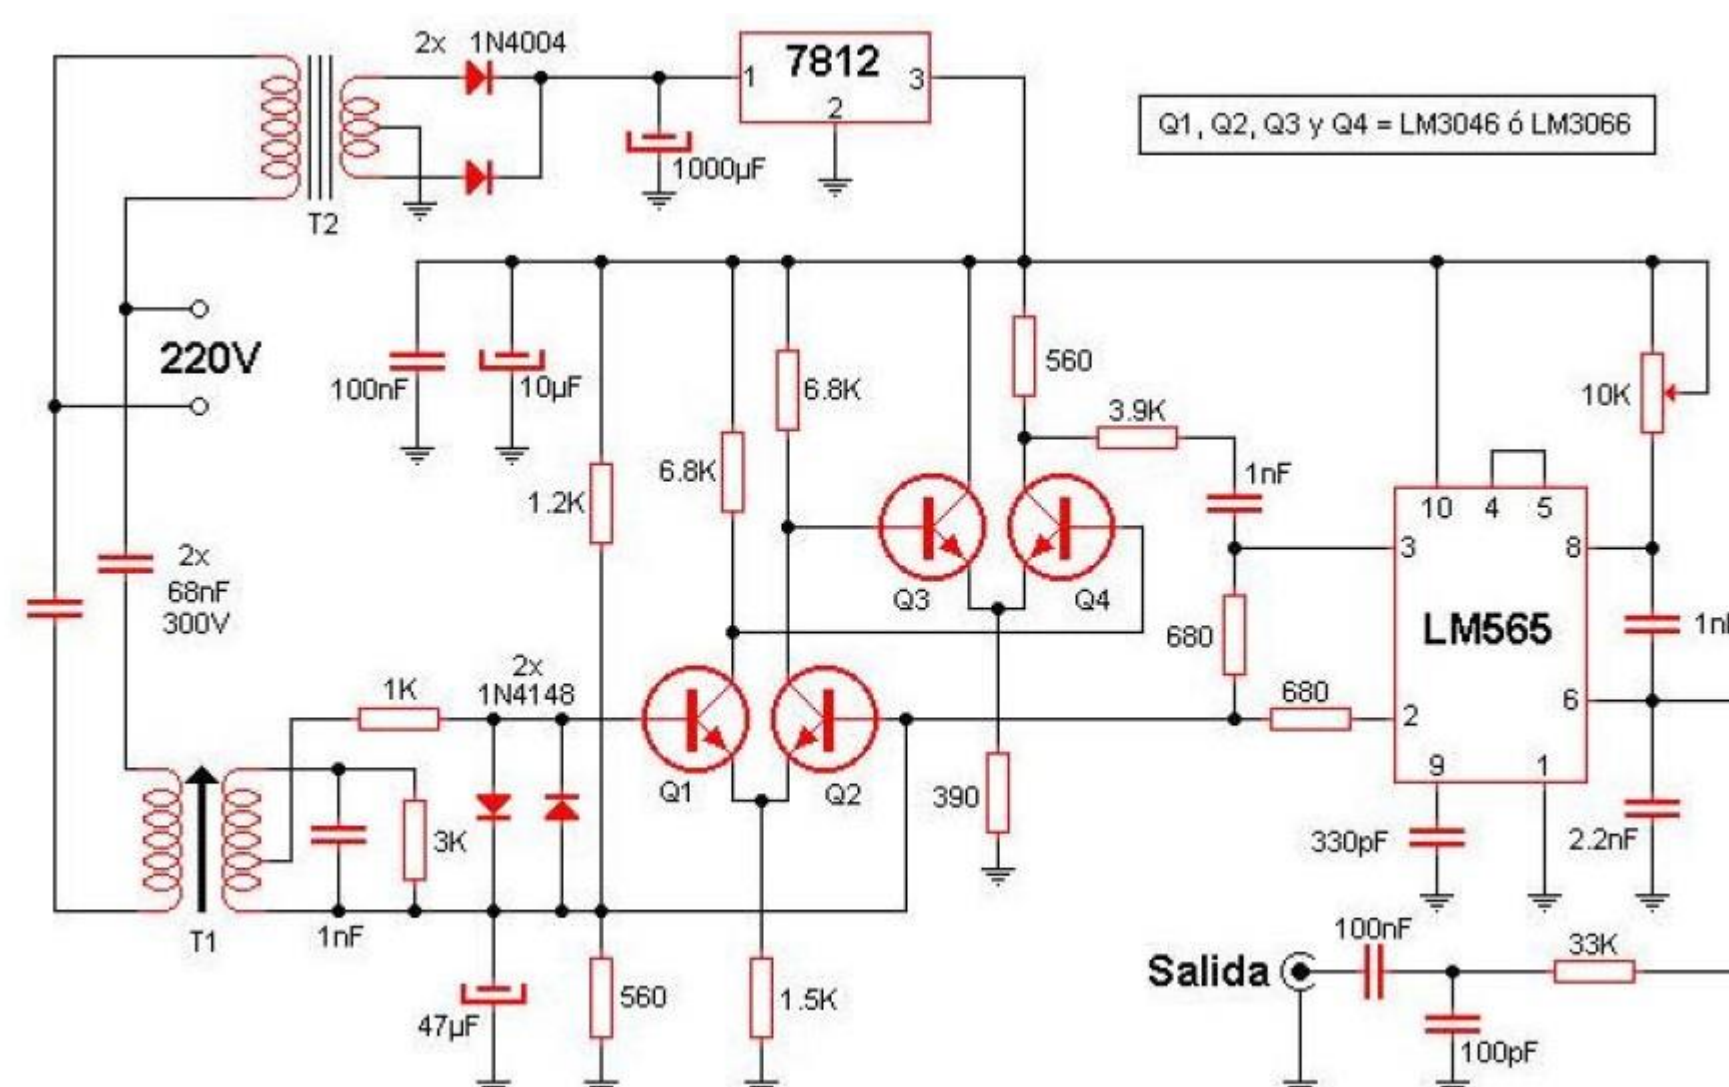 2x 1N4004
7812
1
2
3
1000µF
T2
Q1, Q2, Q3 y Q4 = LM3046 ó LM3066
220V
100nF
10µF
6.8K
560
3.9K
10K
6.8K
1.2K
1nF
10
4
5
3
8
2x
68nF
300V
Q3
Q4
680
LM565
2x
1N4148
1K
680
2
6
9
1
Q1
Q2
390
3K
330pF
2.2nF
T1
1nF
100nF
33K
Salida
47µF
560
1.5K
100pF